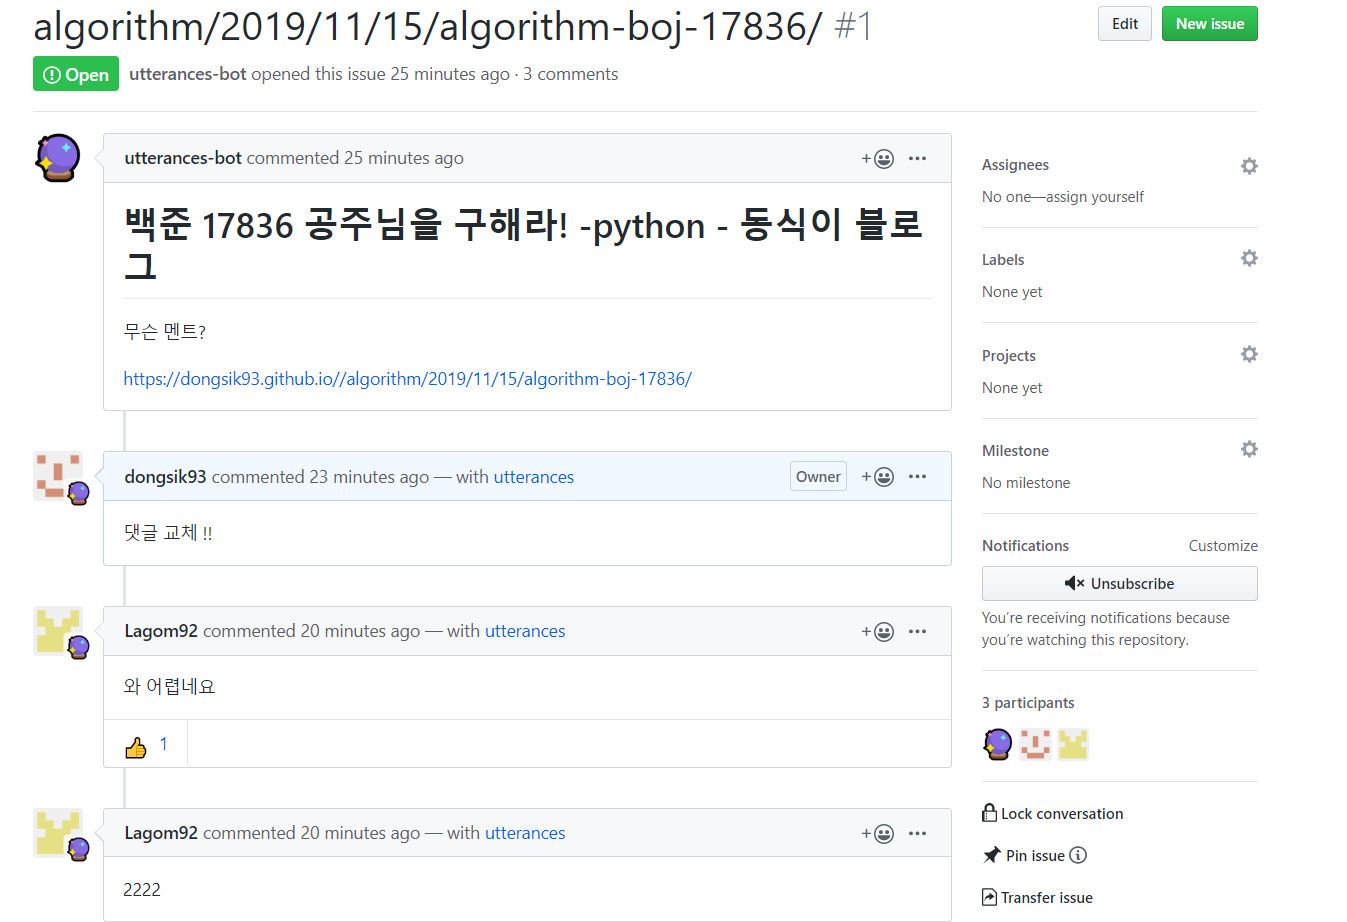 algorithm/2019/11/15/algorithm-boj-17836/ #1
Edit
New issue
Open
utterances-bot opened this issue 25 minutes ago · 3 comments
utterances-bot commented 25 minutes ago
백준 17836 공주님을 구해라! -python - 동식이 블로
그
무슨 멘트?
https://dongsik93.github.io//algorithm/2019/11/15/algorithm-boj-17836/
dongsik93 commented 23 minutes ago — with utterances
Owner
댓글 교체 !!
Lagom92 commented 20 minutes ago — with utterances
와 어렵네요
👍 1
Lagom92 commented 20 minutes ago — with utterances
2222
Assignees
No one—assign yourself
Labels
None yet
Projects
None yet
Milestone
No milestone
Notifications
Customize
Unsubscribe
You’re receiving notifications because
you’re watching this repository.
3 participants
Lock conversation
Pin issue
Transfer issue